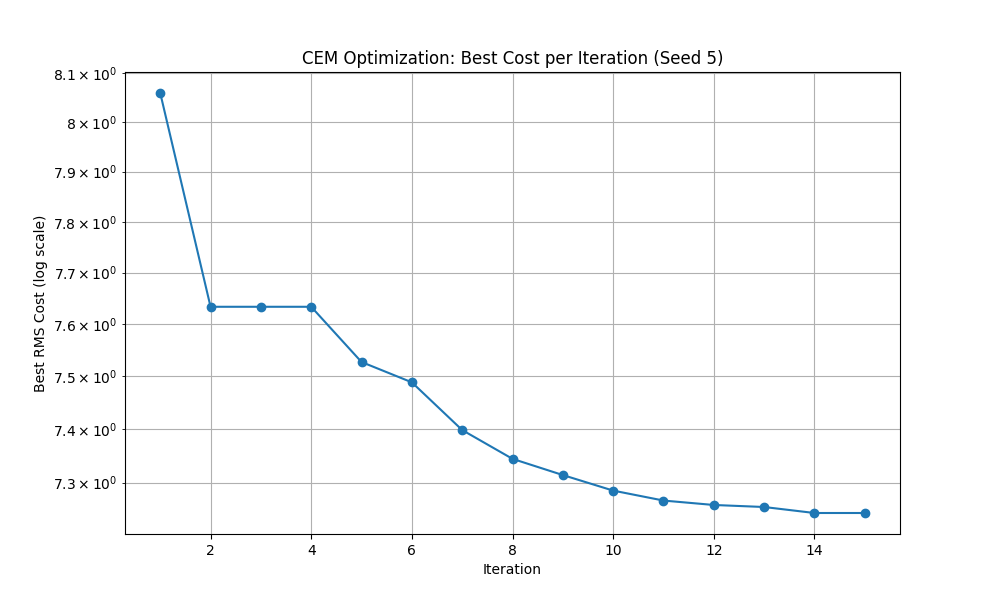 CEM Optimization: Best Cost per Iteration (Seed 5)
Best RMS Cost (log scale)
8.1 × 10⁰
8 × 10⁰
7.9 × 10⁰
7.8 × 10⁰
7.7 × 10⁰
7.6 × 10⁰
7.5 × 10⁰
7.4 × 10⁰
7.3 × 10⁰
2 4 6 8 10 12 14
Iteration